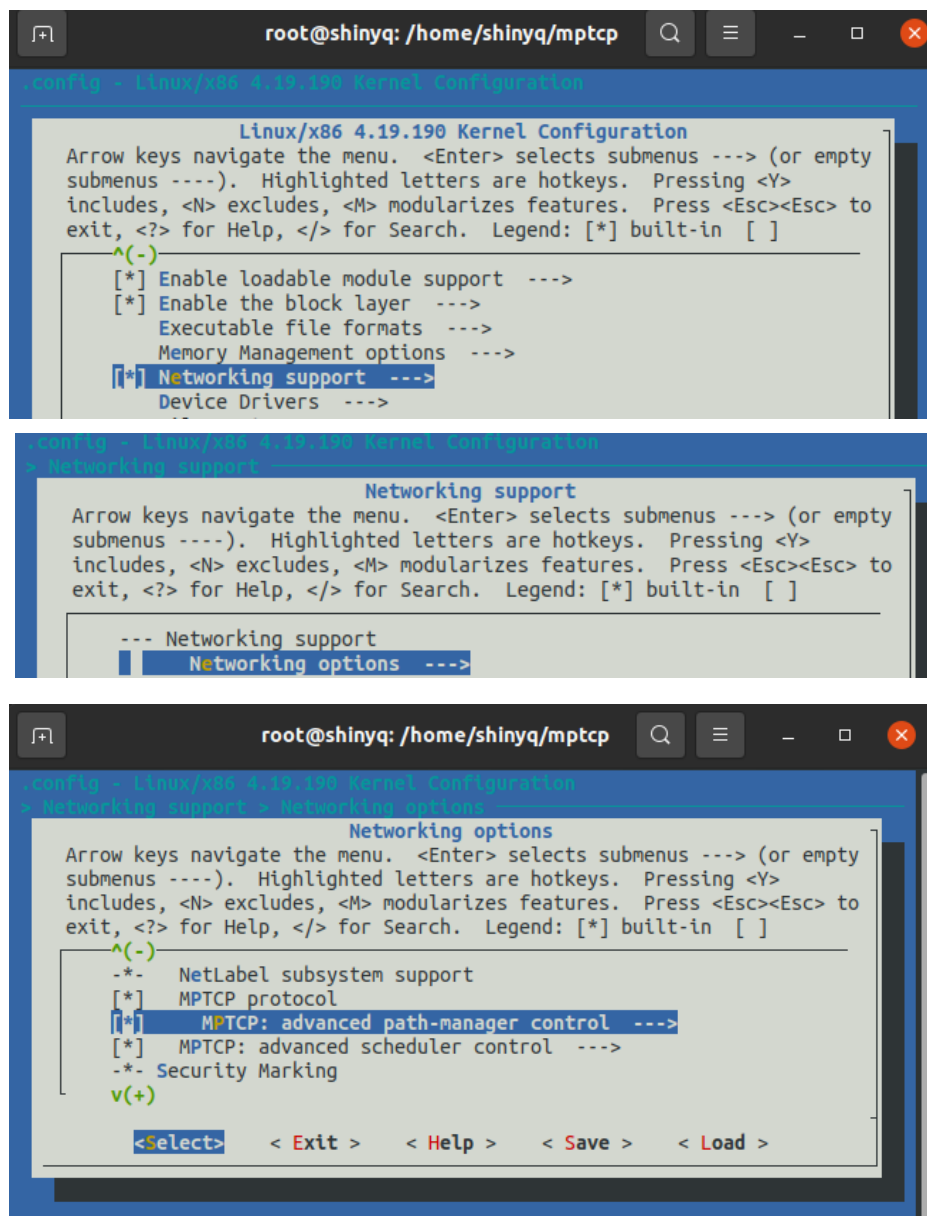 root@shinyq: /home/shinyq/mptcp
.config - Linux/x86 4.19.190 Kernel Configuration
Linux/x86 4.19.190 Kernel Configuration
Arrow keys navigate the menu.  <Enter> selects submenus ---> (or empty
submenus ----).  Highlighted letters are hotkeys.  Pressing <Y>
includes, <N> excludes, <M> modularizes features.  Press <Esc><Esc> to
exit, <?> for Help, </> for Search.  Legend: [*] built-in  [ ]
^(-)
[*] Enable loadable module support  --->
[*] Enable the block layer  --->
Executable file formats  --->
Memory Management options  --->
[*] Networking support  --->
Device Drivers  --->
.config - Linux/x86 4.19.190 Kernel Configuration
> Networking support
Networking support
Arrow keys navigate the menu.  <Enter> selects submenus ---> (or empty
submenus ----).  Highlighted letters are hotkeys.  Pressing <Y>
includes, <N> excludes, <M> modularizes features.  Press <Esc><Esc> to
exit, <?> for Help, </> for Search.  Legend: [*] built-in  [ ]
--- Networking support
Networking options  --->
root@shinyq: /home/shinyq/mptcp
.config - Linux/x86 4.19.190 Kernel Configuration
> Networking support > Networking options
Networking options
Arrow keys navigate the menu.  <Enter> selects submenus ---> (or empty
submenus ----).  Highlighted letters are hotkeys.  Pressing <Y>
includes, <N> excludes, <M> modularizes features.  Press <Esc><Esc> to
exit, <?> for Help, </> for Search.  Legend: [*] built-in  [ ]
^(-)
-*-   NetLabel subsystem support
[*]   MPTCP protocol
[*]     MPTCP: advanced path-manager control  --->
[*]   MPTCP: advanced scheduler control  --->
-*- Security Marking
v(+)
<Select>    < Exit >    < Help >    < Save >    < Load >